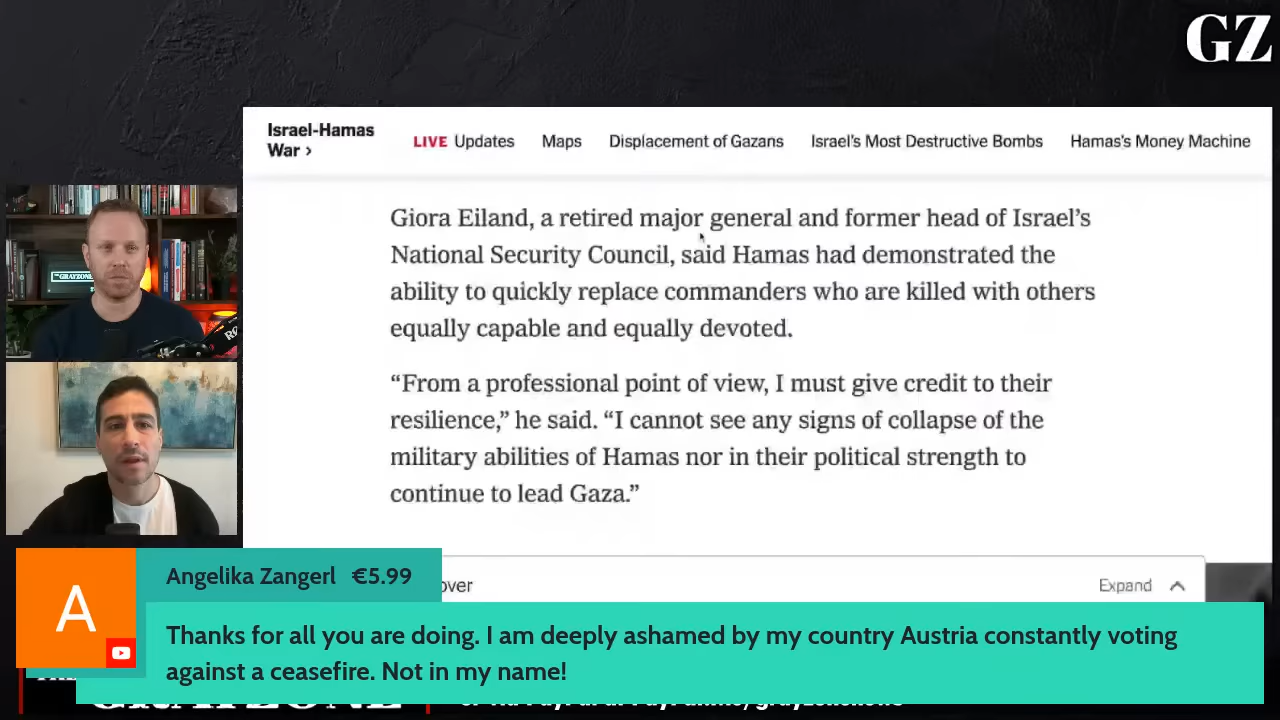 GZ
Israel-Hamas
War ›
LIVE Updates Maps Displacement of Gazans Israel’s Most Destructive Bombs Hamas’s Money Machine
Giora Eiland, a retired major general and former head of Israel’s
National Security Council, said Hamas had demonstrated the
ability to quickly replace commanders who are killed with others
equally capable and equally devoted.
“From a professional point of view, I must give credit to their
resilience,” he said. “I cannot see any signs of collapse of the
military abilities of Hamas nor in their political strength to
continue to lead Gaza.”
Expand
A
Angelika Zangerl €5.99
Thanks for all you are doing. I am deeply ashamed by my country Austria constantly voting
against a ceasefire. Not in my name!